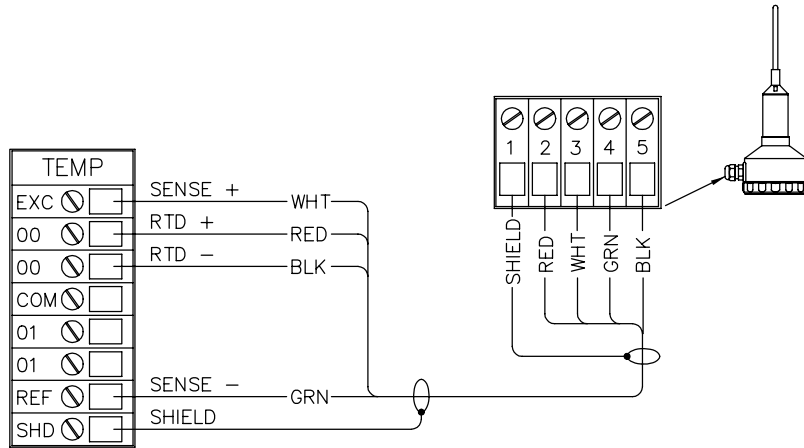 TEMP
EXC SENSE + WHT
00 RTD + RED
00 RTD - BLK
COM
01
01
REF SENSE - GRN
SHD SHIELD
1 2 3 4 5
SHIELD RED WHT GRN BLK